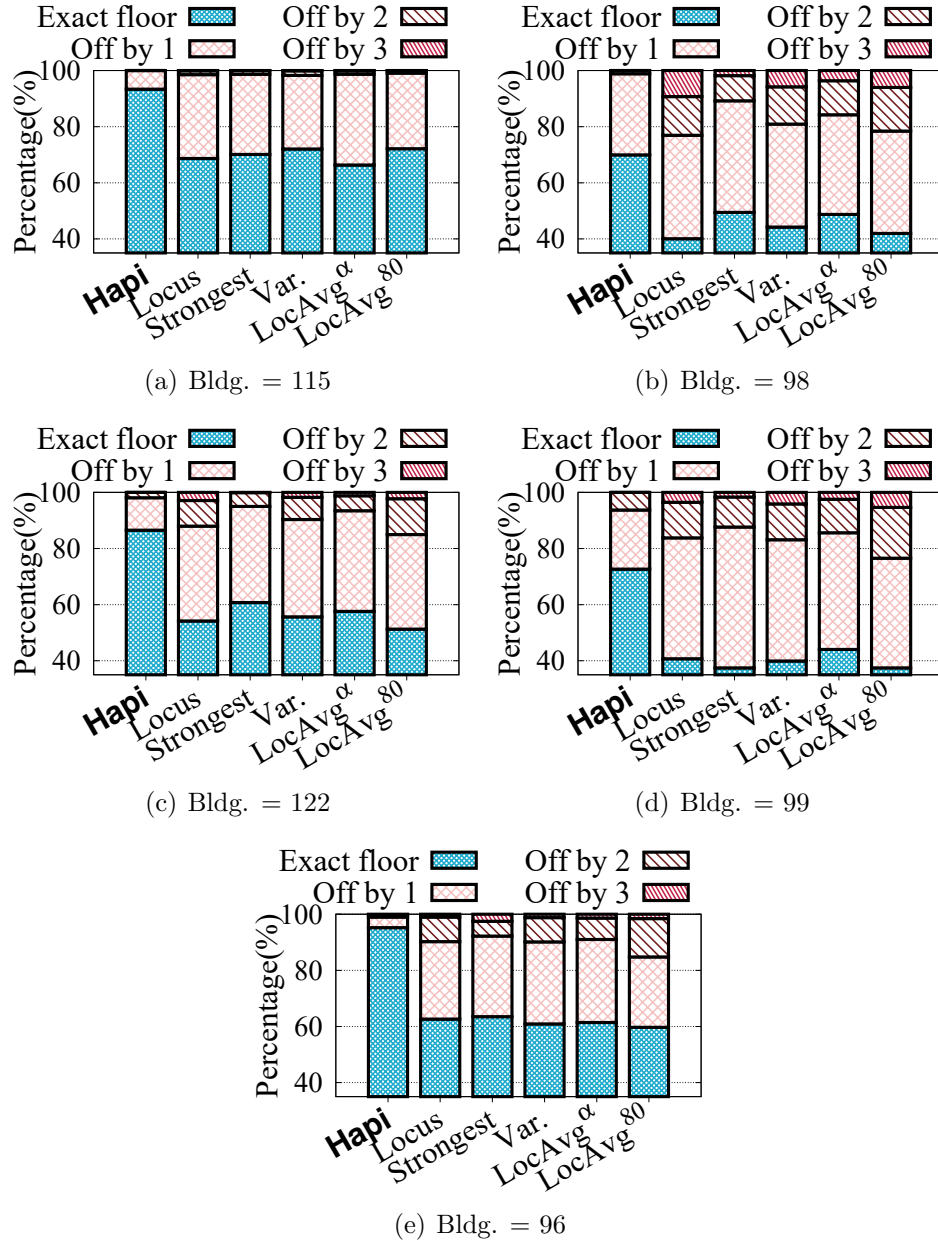 Exact floor Off by 2
Off by 1 Off by 3
Percentage(%)
100
80
60
40
Hapi
Locus
Strongest
Var.
LocAvg^α
LocAvg^80
(a) Bldg. = 115
Exact floor Off by 2
Off by 1 Off by 3
Percentage(%)
100
80
60
40
Hapi
Locus
Strongest
Var.
LocAvg^α
LocAvg^80
(b) Bldg. = 98
Exact floor Off by 2
Off by 1 Off by 3
Percentage(%)
100
80
60
40
Hapi
Locus
Strongest
Var.
LocAvg^α
LocAvg^80
(c) Bldg. = 122
Exact floor Off by 2
Off by 1 Off by 3
Percentage(%)
100
80
60
40
Hapi
Locus
Strongest
Var.
LocAvg^α
LocAvg^80
(d) Bldg. = 99
Exact floor Off by 2
Off by 1 Off by 3
Percentage(%)
100
80
60
40
Hapi
Locus
Strongest
Var.
LocAvg^α
LocAvg^80
(e) Bldg. = 96